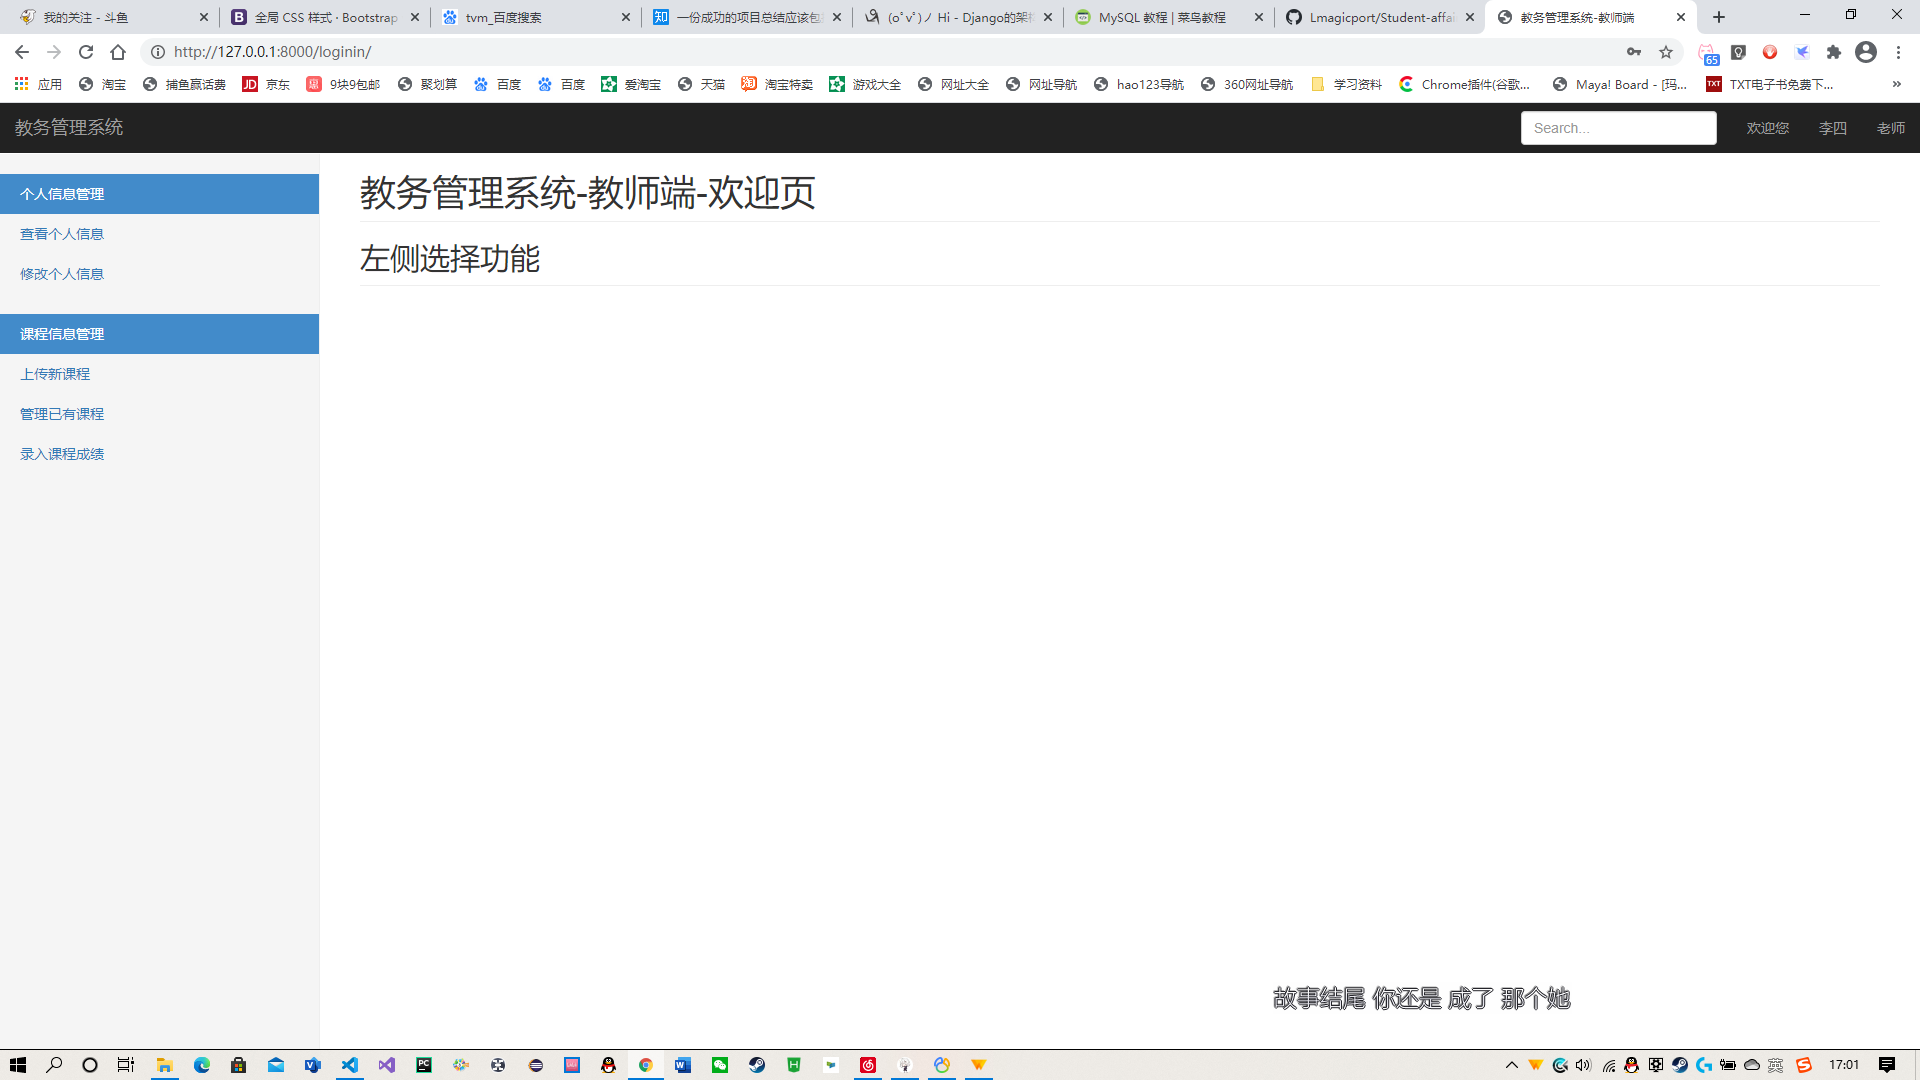 我的关注 - 斗鱼
全局 CSS 样式 · Bootstrap
tvm_百度搜索
一份成功的项目总结应该包
(oﾟvﾟ)ノ Hi - Django的架
MySQL 教程 | 菜鸟教程
Lmagicport/Student-affai
教务管理系统-教师端
http://127.0.0.1:8000/loginin/
65
应用
淘宝
捕鱼赢话费
JD 京东
9块9包邮
聚划算
百度
百度
爱淘宝
天猫
淘宝特卖
游戏大全
网址大全
网址导航
hao123导航
360网址导航
学习资料
Chrome插件(谷歌...
Maya! Board - [玛...
TXT TXT电子书免费下...
教务管理系统
Search...
欢迎您
李四
老师
个人信息管理
查看个人信息
修改个人信息
课程信息管理
上传新课程
管理已有课程
录入课程成绩
教务管理系统-教师端-欢迎页
左侧选择功能
故事结尾 你还是 成了 那个她
英
17:01